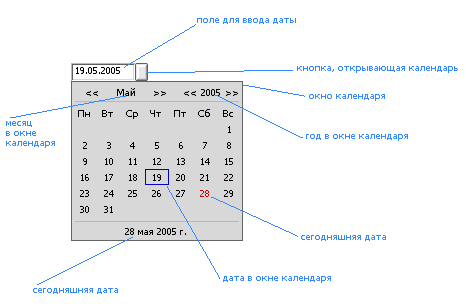 поле для ввода даты
19.05.2005
кнопка, открывающая календарь
<< Май >> << 2005 >>
окно календаря
Пн Вт Ср Чт Пт Сб Вс
месяц
в окне
календаря
1
год в окне календаря
2 3 4 5 6 7 8
9 10 11 12 13 14 15
16 17 18 19 20 21 22
23 24 25 26 27 28 29
30 31
28 мая 2005 г.
сегодняшняя дата
дата в окне календаря
сегодняшняя дата